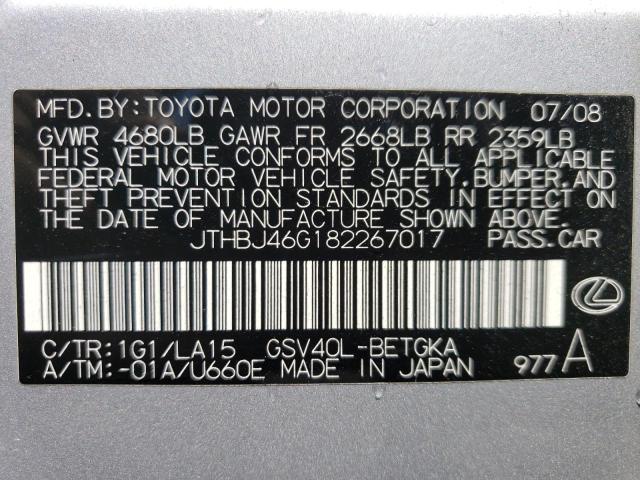 MFD.BY:TOYOTA MOTOR CORPORATION 07/08
GVWR 4680LB GAWR FR 2668LB RR 2359LB
THIS VEHICLE CONFORMS TO ALL APPLICABLE
FEDERAL MOTOR VEHICLE SAFETY,BUMPER,AND
THEFT PREVENTION STANDARDS IN EFFECT ON
THE DATE OF MANUFACTURE SHOWN ABOVE.
JTHBJ46G182267017 PASS.CAR
C/TR:1G1/LA15 GSV40L-BETGKA
A/TM:-01A/U660E MADE IN JAPAN 977 A